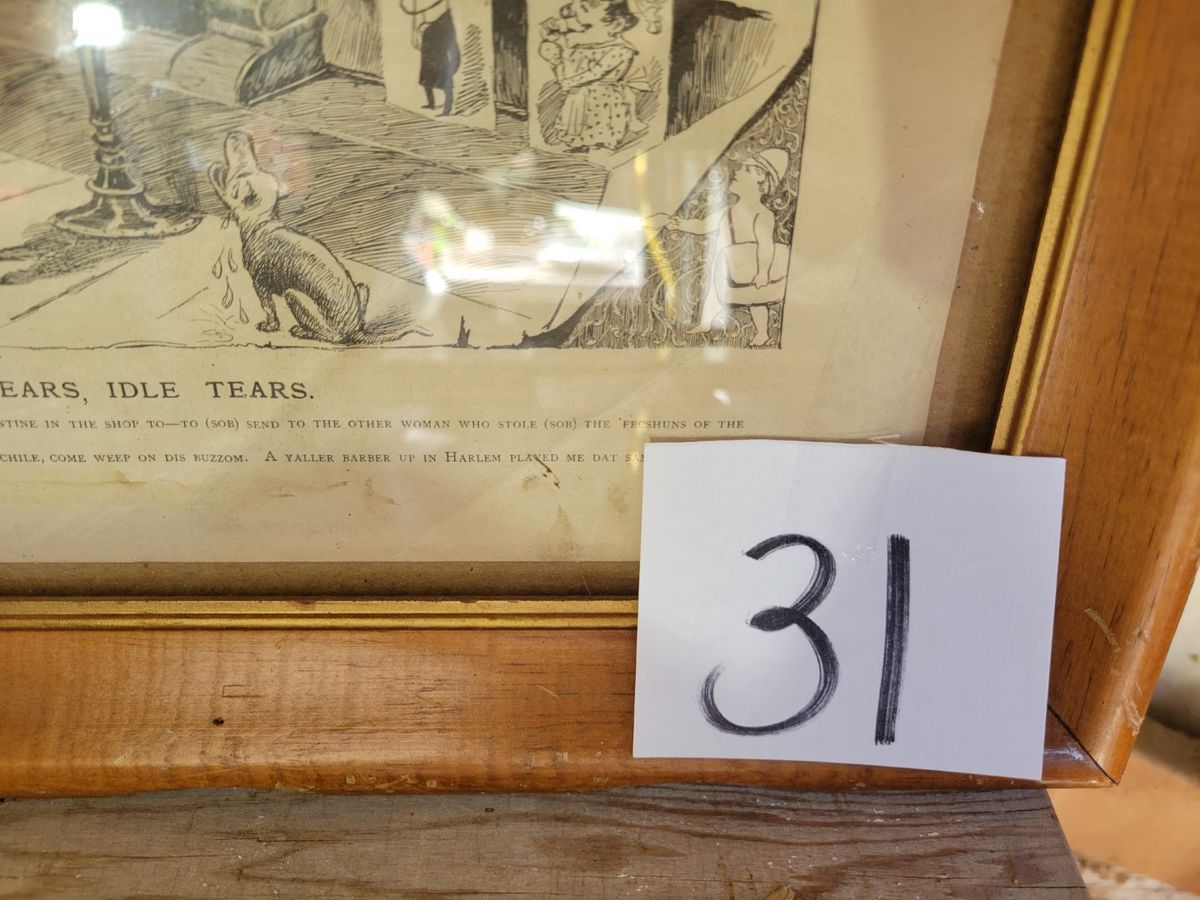 EARS, IDLE TEARS.
STINE IN THE SHOP TO—TO (SOB) SEND TO THE OTHER WOMAN WHO STOLE (SOB) THE 'FECSHUNS OF THE
CHILE, COME WEEP ON DIS BUZZOM. A YALLER BARBER UP IN HARLEM PLAYED ME DAT
31